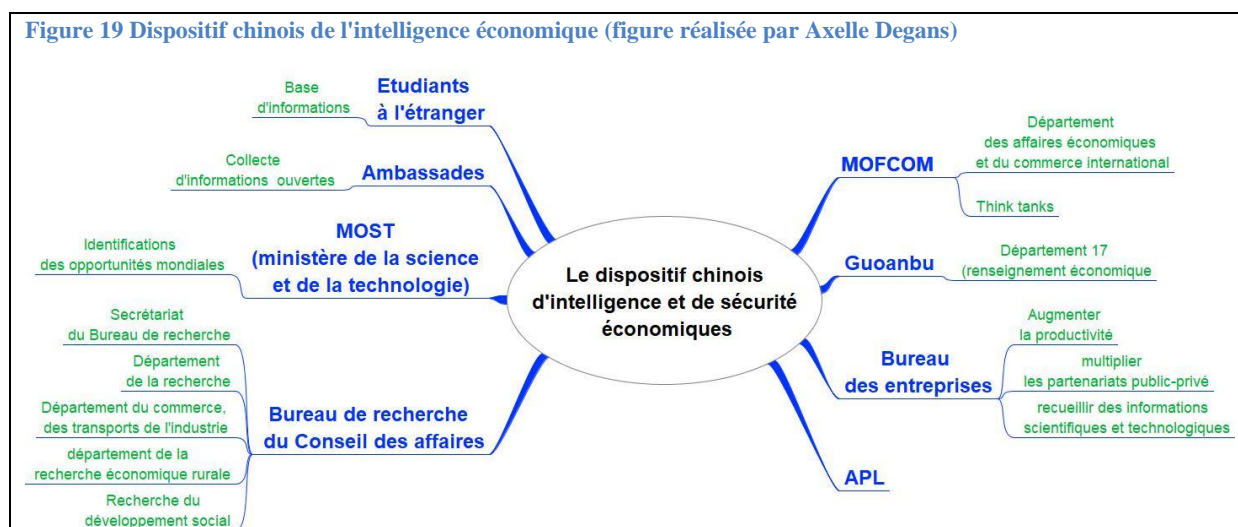 Figure 19 Dispositif chinois de l'intelligence économique (figure réalisée par Axelle Degans)
Base
d'informations
Etudiants
à l'étranger
Collecte
d'informations ouvertes
Ambassades
Identifications
des opportunités mondiales
MOST
(ministère de la science
et de la technologie)
Secrétariat
du Bureau de recherche
Département
de la recherche
Département du commerce,
des transports de l'industrie
département de la
recherche économique rurale
Recherche du
développement social
Bureau de recherche
du Conseil des affaires
Le dispositif chinois
d'intelligence et de sécurité
économiques
MOFCOM
Département
des affaires économiques
et du commerce international
Think tanks
Guoanbu
Département 17
(renseignement économique
Bureau
des entreprises
Augmenter
la productivité
multiplier
les partenariats public-privé
recueillir des informations
scientifiques et technologiques
APL